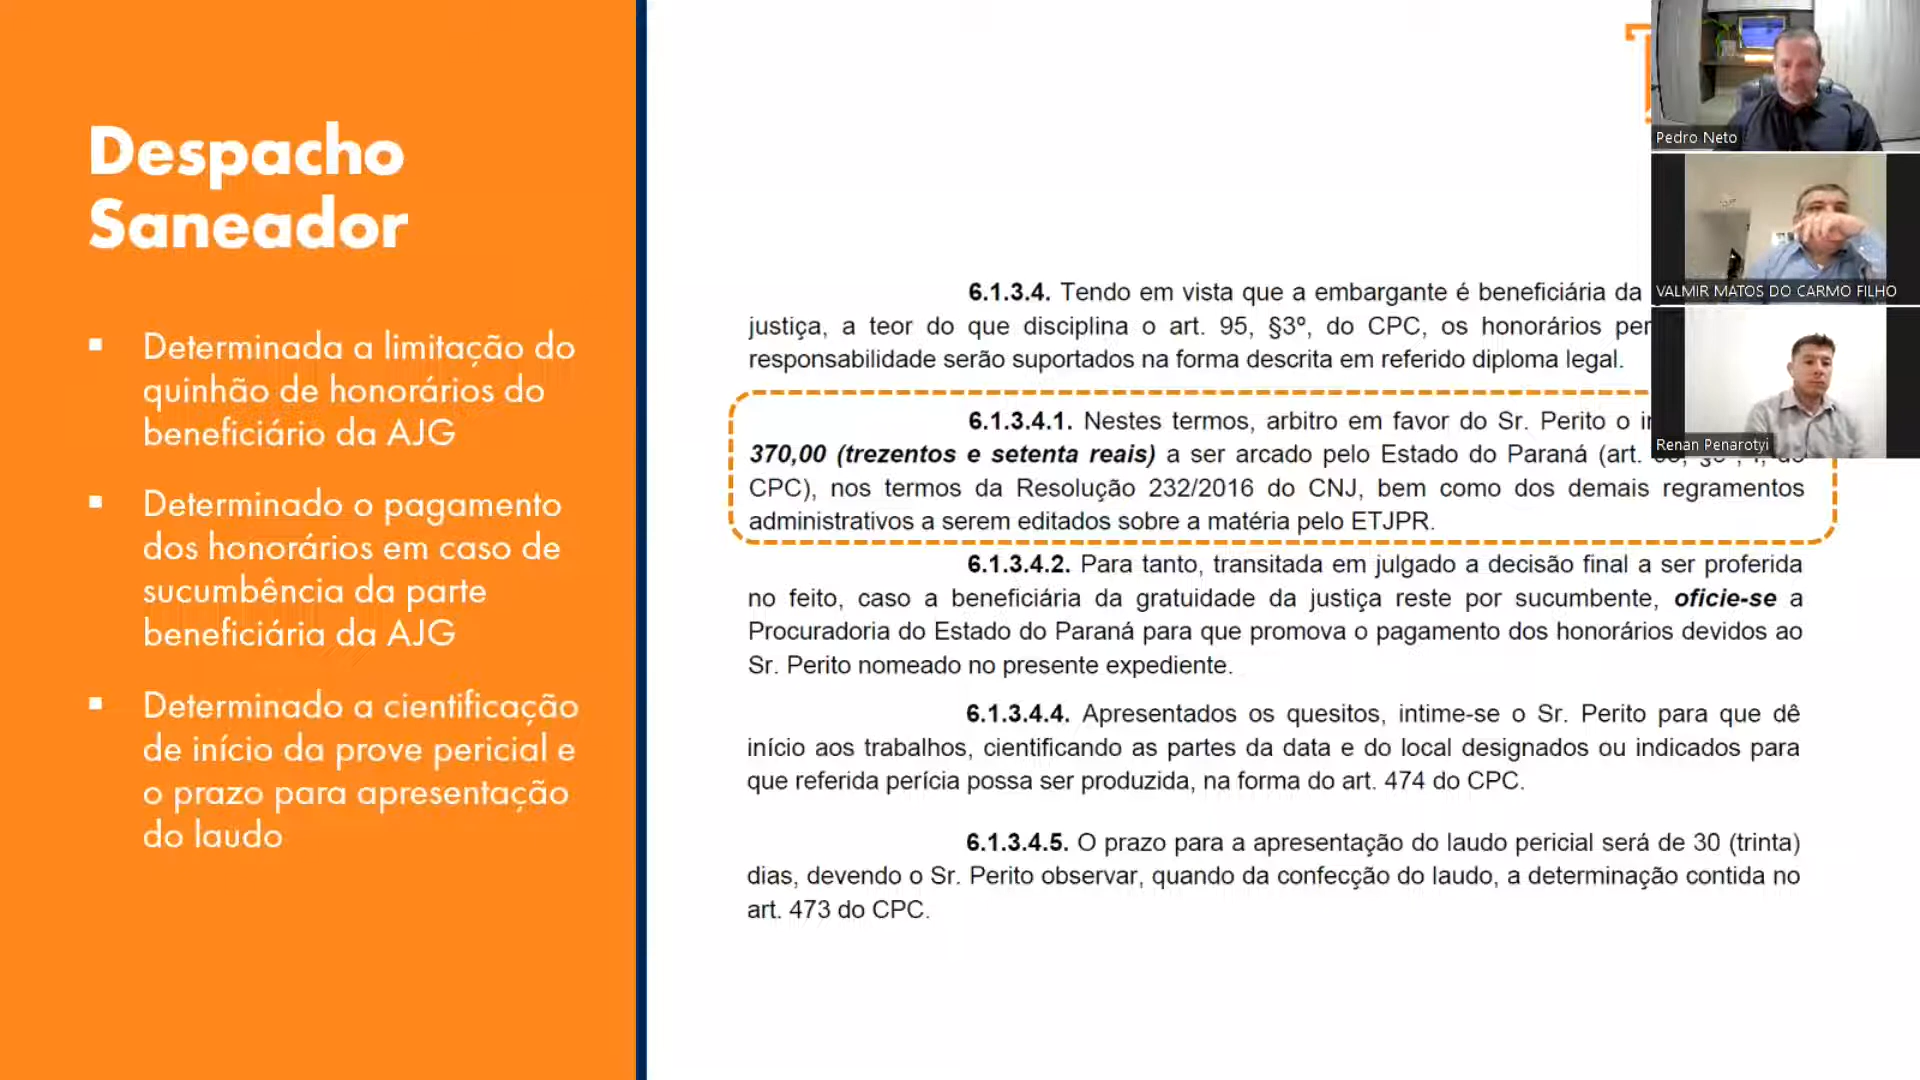 Despacho
Saneador
Determinada a limitação do
quinhão de honorários do
beneficiário da AJG
Determinado o pagamento
dos honorários em caso de
sucumbência da parte
beneficiária da AJG
Determinado a cientificação
de início da prove pericial e
o prazo para apresentação
do laudo
6.1.3.4. Tendo em vista que a embargante é beneficiária da
justiça, a teor do que disciplina o art. 95, §3º, do CPC, os honorários
responsabilidade serão suportados na forma descrita em referido diploma legal.
6.1.3.4.1. Nestes termos, arbitro em favor do Sr. Perito o
370,00 (trezentos e setenta reais) a ser arcado pelo Estado do Paraná (art.
CPC), nos termos da Resolução 232/2016 do CNJ, bem como dos demais regramentos
administrativos a serem editados sobre a matéria pelo ETJPR.
6.1.3.4.2. Para tanto, transitada em julgado a decisão final a ser proferida
no feito, caso a beneficiária da gratuidade da justiça reste por sucumbente, oficie-se a
Procuradoria do Estado do Paraná para que promova o pagamento dos honorários devidos ao
Sr. Perito nomeado no presente expediente.
6.1.3.4.4. Apresentados os quesitos, intime-se o Sr. Perito para que dê
início aos trabalhos, cientificando as partes da data e do local designados ou indicados para
que referida perícia possa ser produzida, na forma do art. 474 do CPC.
6.1.3.4.5. O prazo para a apresentação do laudo pericial será de 30 (trinta)
dias, devendo o Sr. Perito observar, quando da confecção do laudo, a determinação contida no
art. 473 do CPC.
Pedro Neto
VALMIR MATOS DO CARMO FILHO
Renan Penarotyi